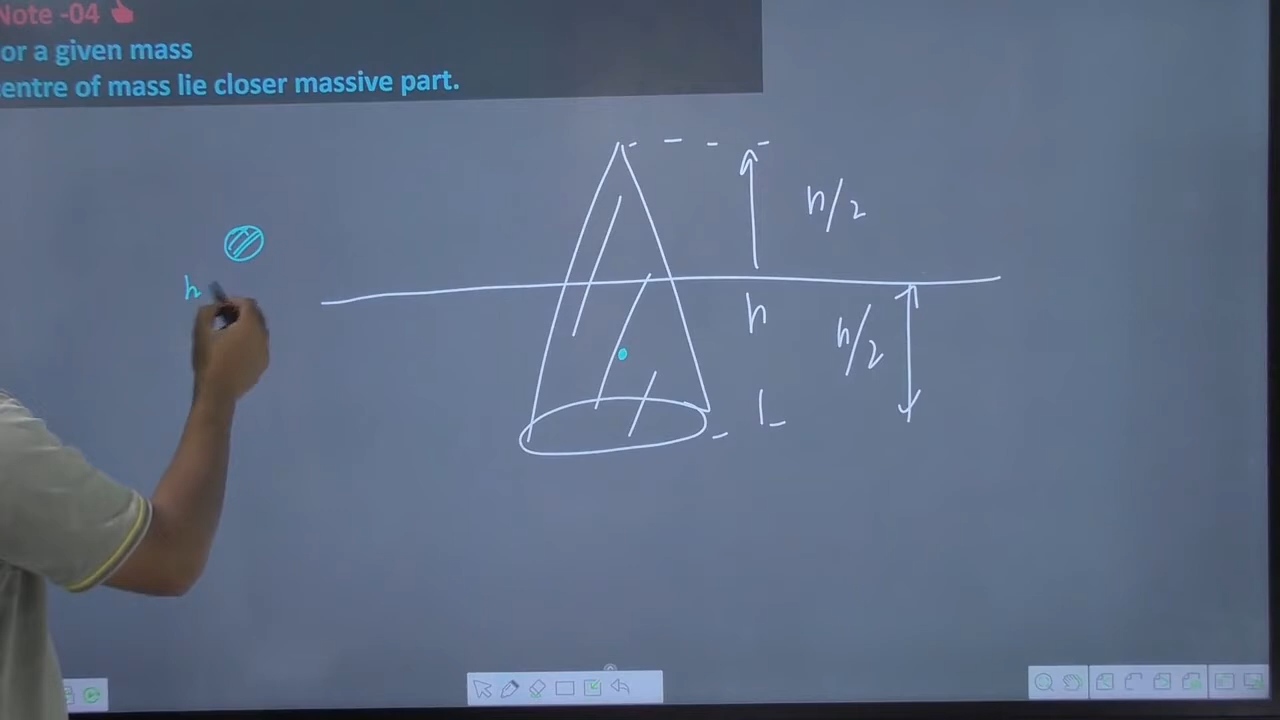 Note -04
or a given mass
entre of mass lie closer massive part.
h/2
h
h
h/2